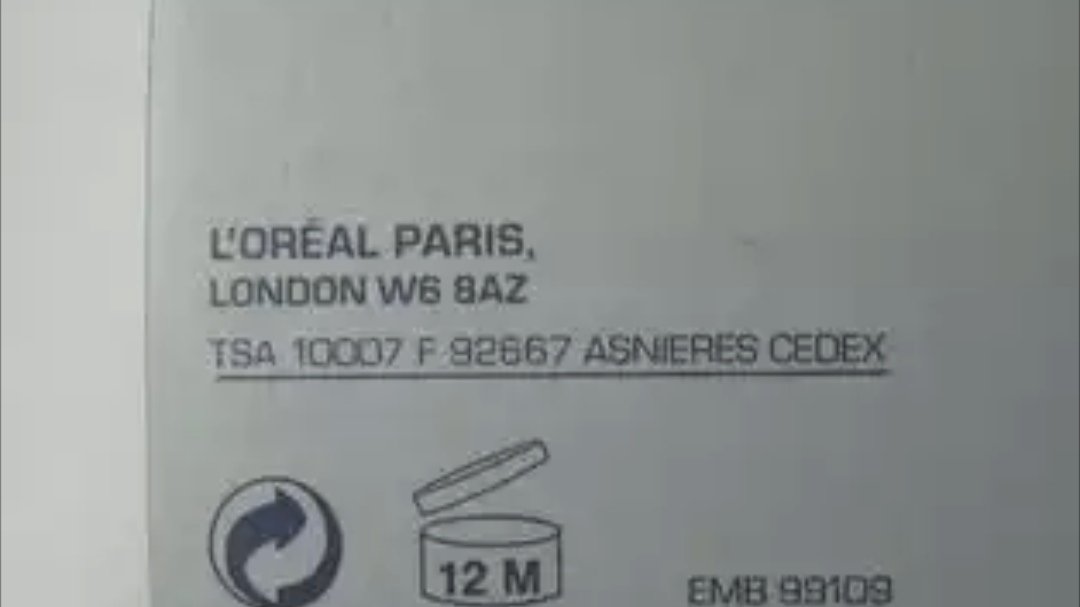 L'ORÉAL PARIS,
LONDON W6 8AZ
TSA 10007 F 92667 ASNIERES CEDEX
12 M
EMB 99109